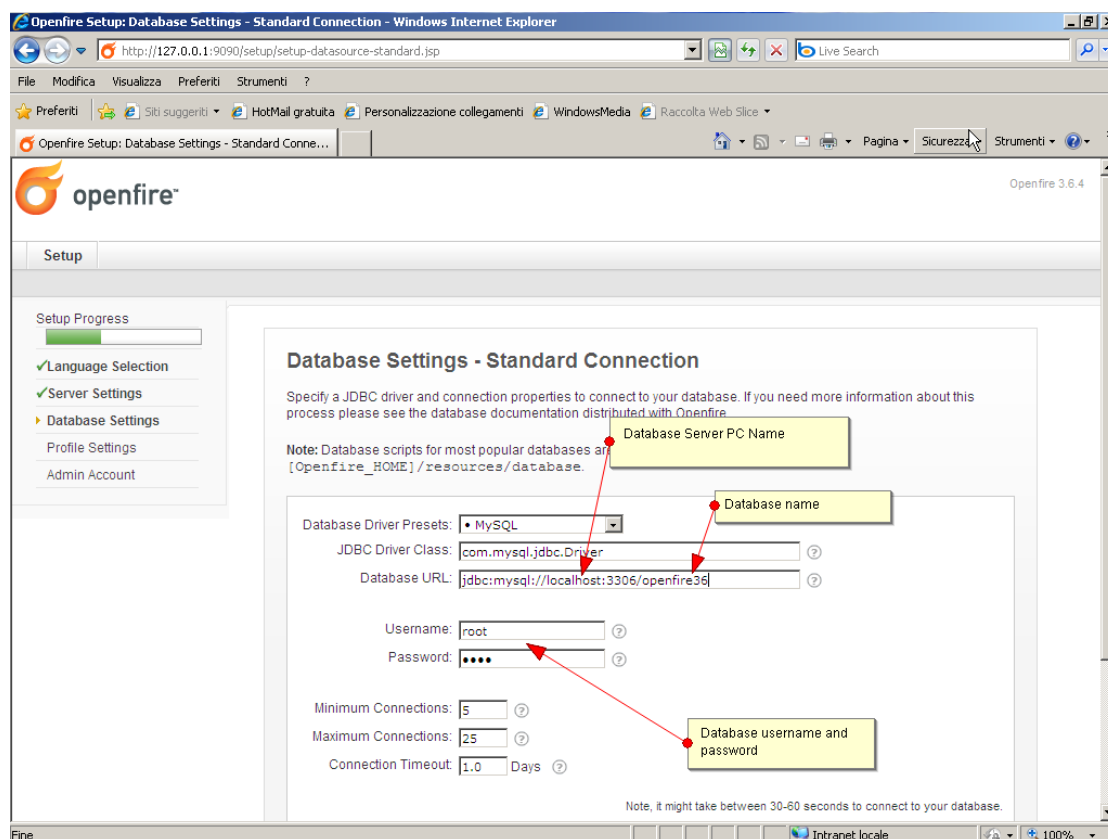 Openfire Setup: Database Settings - Standard Connection - Windows Internet Explorer
http://127.0.0.1:9090/setup/setup-datasource-standard.jsp
Live Search
File Modifica Visualizza Preferiti Strumenti ?
Preferiti Siti suggeriti HotMail gratuita Personalizzazione collegamenti WindowsMedia Raccolta Web Slice
Openfire Setup: Database Settings - Standard Conne...
Pagina Sicurezza Strumenti
openfire™
Openfire 3.6.4
Setup
Setup Progress
Language Selection
Server Settings
Database Settings
Profile Settings
Admin Account
Database Settings - Standard Connection
Specify a JDBC driver and connection properties to connect to your database. If you need more information about this
process please see the database documentation distributed with Openfire
Database Server PC Name
Note: Database scripts for most popular databases
[Openfire_HOME]/resources/database.
Database name
Database Driver Presets: • MySQL
JDBC Driver Class: com.mysql.jdbc.Driver
Database URL: jdbc:mysql://localhost:3306/openfire36
Username: root
Password: ••••
Minimum Connections: 5
Maximum Connections: 25
Connection Timeout: 1.0 Days
Database username and
password
Note, it might take between 30-60 seconds to connect to your database.
Fine
Intranet locale
100%